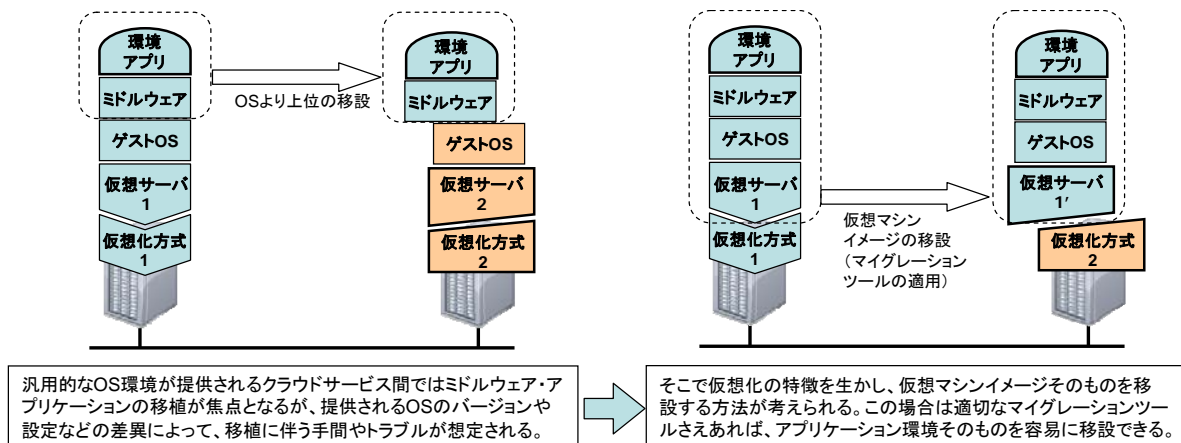 環境
アプリ
ミドルウェア
ゲストOS
仮想サーバ
1
仮想化方式
1
OSより上位の移設
環境
アプリ
ミドルウェア
ゲストOS
仮想サーバ
2
仮想化方式
2
環境
アプリ
ミドルウェア
ゲストOS
仮想サーバ
1
仮想化方式
1
仮想マシン
イメージの移設
（マイグレーション
ツールの適用）
環境
アプリ
ミドルウェア
ゲストOS
仮想サーバ
1′
仮想化方式
2
汎用的なOS環境が提供されるクラウドサービス間ではミドルウェア・ア
プリケーションの移植が焦点となるが、提供されるOSのバージョンや
設定などの差異によって、移植に伴う手間やトラブルが想定される。
そこで仮想化の特徴を生かし、仮想マシンイメージそのものを移
設する方法が考えられる。この場合は適切なマイグレーションツー
ルさえあれば、アプリケーション環境そのものを容易に移設できる。